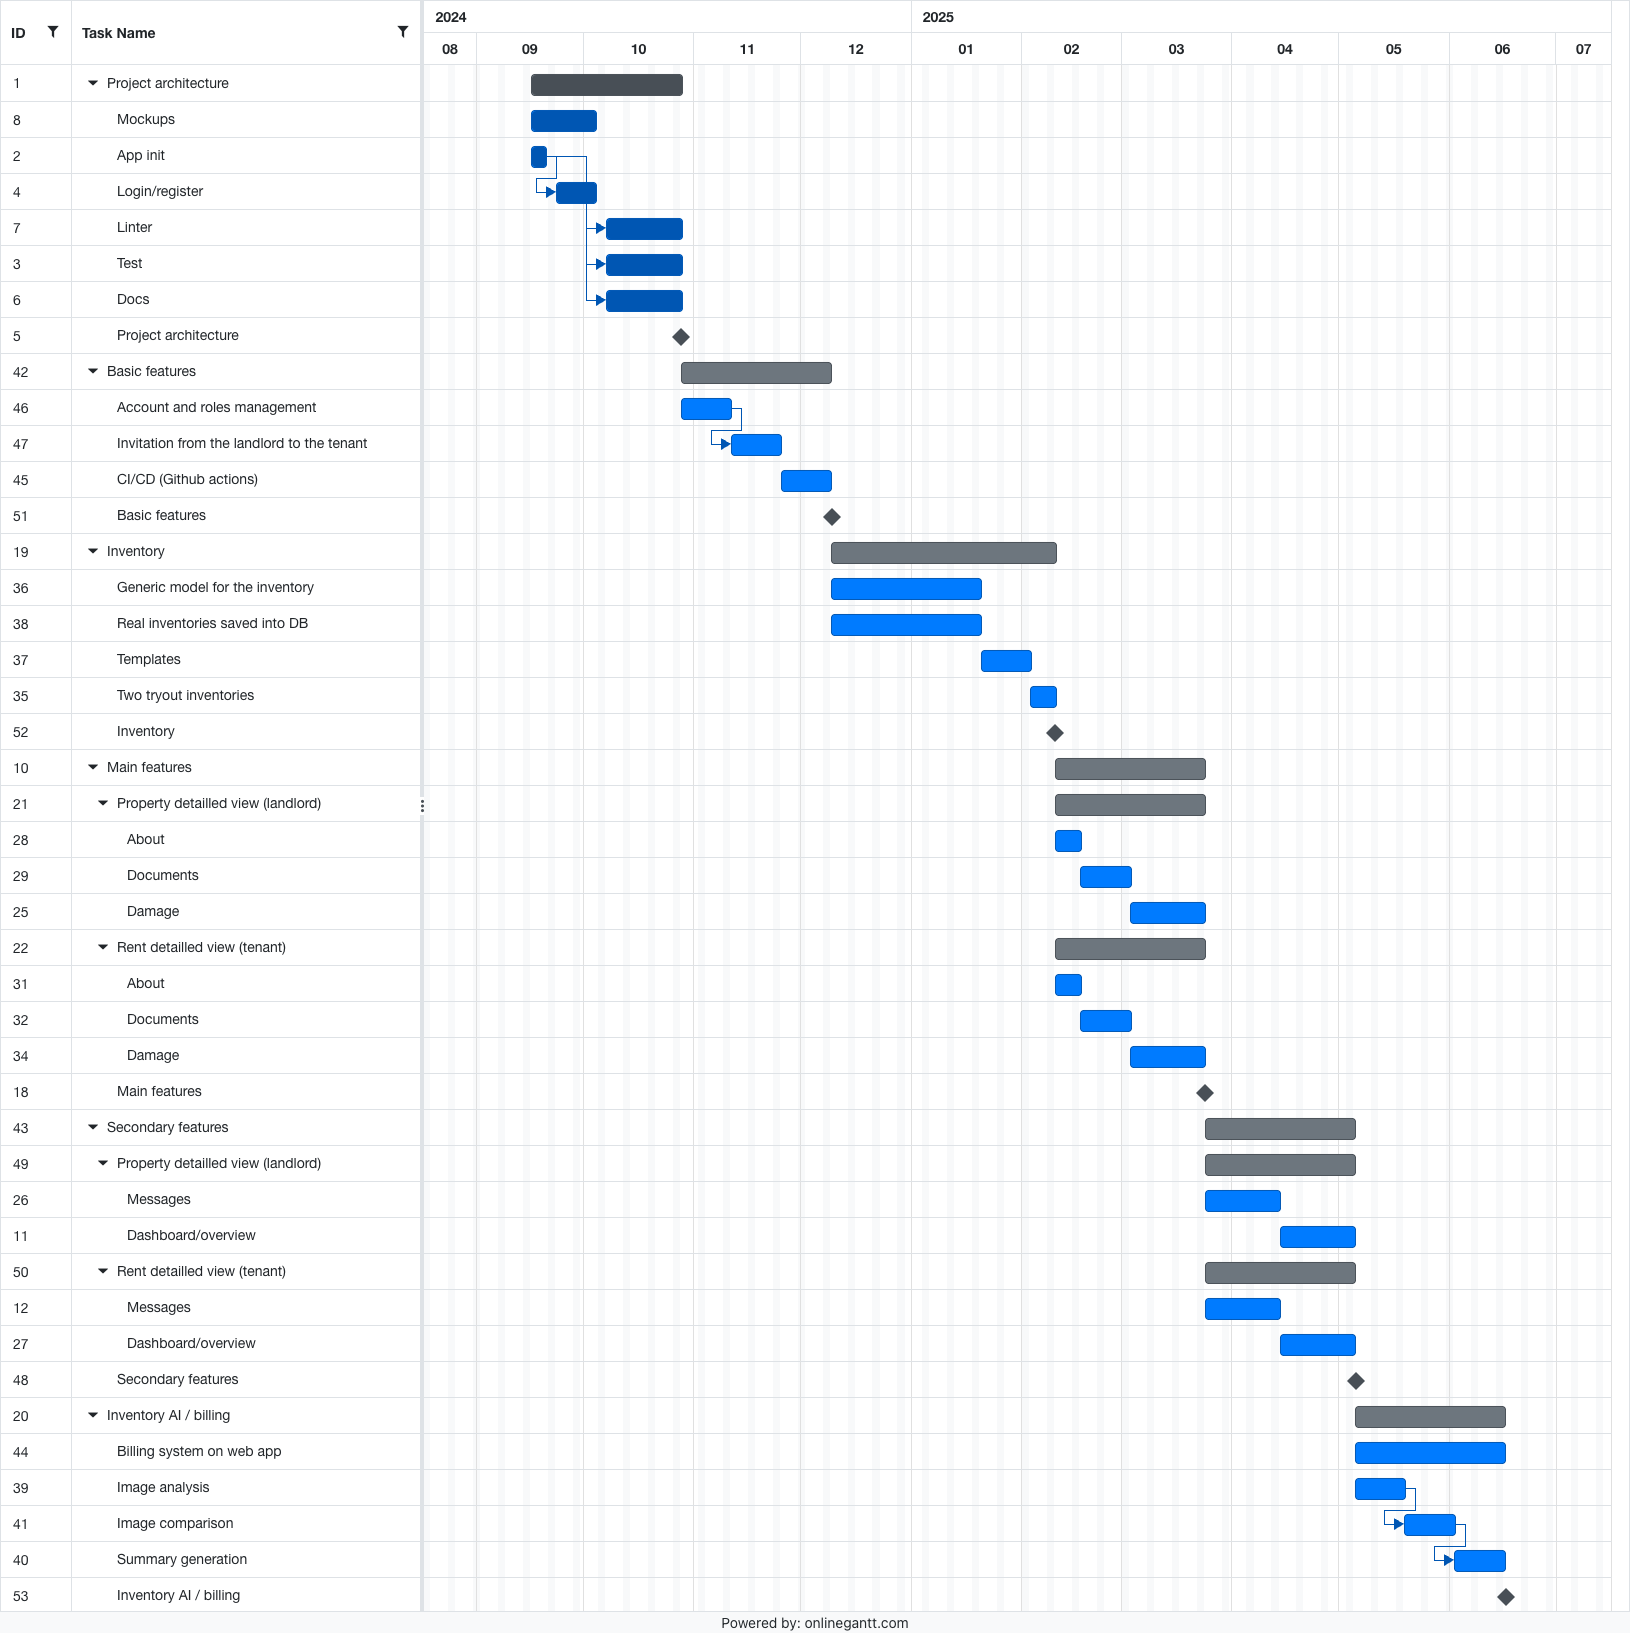 ID Task Name 2024 2025
08 09 10 11 12 01 02 03 04 05 06 07
1 Project architecture
8 Mockups
2 App init
4 Login/register
7 Linter
3 Test
6 Docs
5 Project architecture
42 Basic features
46 Account and roles management
47 Invitation from the landlord to the tenant
45 CI/CD (Github actions)
51 Basic features
19 Inventory
36 Generic model for the inventory
38 Real inventories saved into DB
37 Templates
35 Two tryout inventories
52 Inventory
10 Main features
21 Property detailled view (landlord)
28 About
29 Documents
25 Damage
22 Rent detailled view (tenant)
31 About
32 Documents
34 Damage
18 Main features
43 Secondary features
49 Property detailled view (landlord)
26 Messages
11 Dashboard/overview
50 Rent detailled view (tenant)
12 Messages
27 Dashboard/overview
48 Secondary features
20 Inventory AI / billing
44 Billing system on web app
39 Image analysis
41 Image comparison
40 Summary generation
53 Inventory AI / billing
Powered by: onlinegantt.com